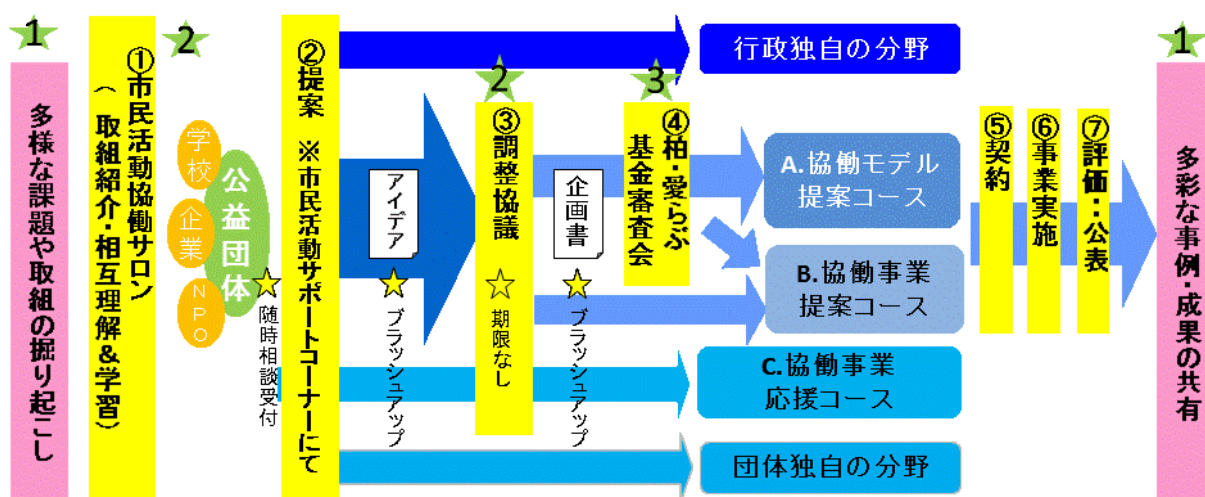 1
多様な課題や取組の掘り起こし
①市民活動協働サロン
（取組紹介・相互理解&学習）
2
学校
企業
NPO
公益団体
随時相談受付
②提案 ※市民活動サポートコーナーにて
アイデア
ブラッシュアップ
2
③調整協議
期限なし
企画書
ブラッシュアップ
3
④柏・愛らぶ
基金審査会
行政独自の分野
A.協働モデル
提案コース
B.協働事業
提案コース
C.協働事業
応援コース
団体独自の分野
⑤契約
⑥事業実施
⑦評価・公表
1
多彩な事例・成果の共有